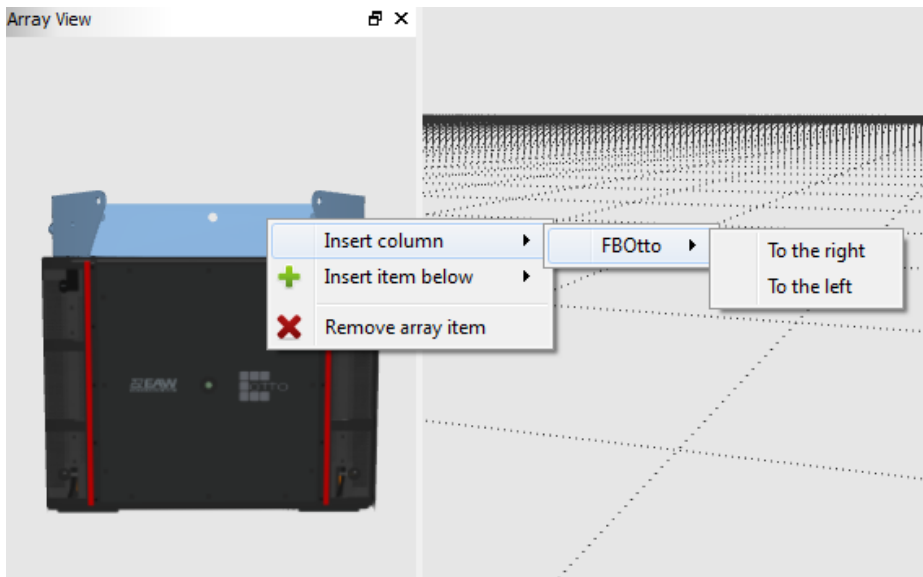 Array View
Insert column
FBOtto
To the right
Insert item below
To the left
Remove array item
EAW
OTTO